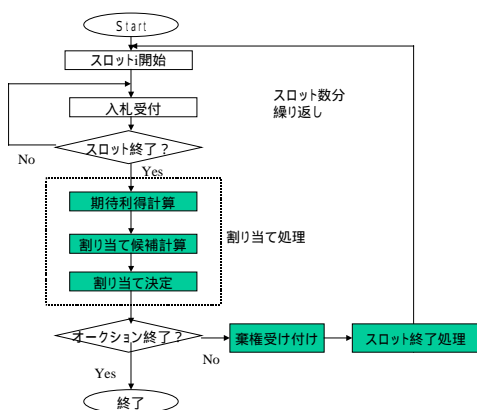 Start
スロットi開始
スロット数分
繰り返し
入札受付
スロット終了?
No
Yes
期待利得計算
割り当て候補計算
割り当て処理
割り当て決定
オークション終了?
棄権受け付け
スロット終了処理
No
Yes
終了